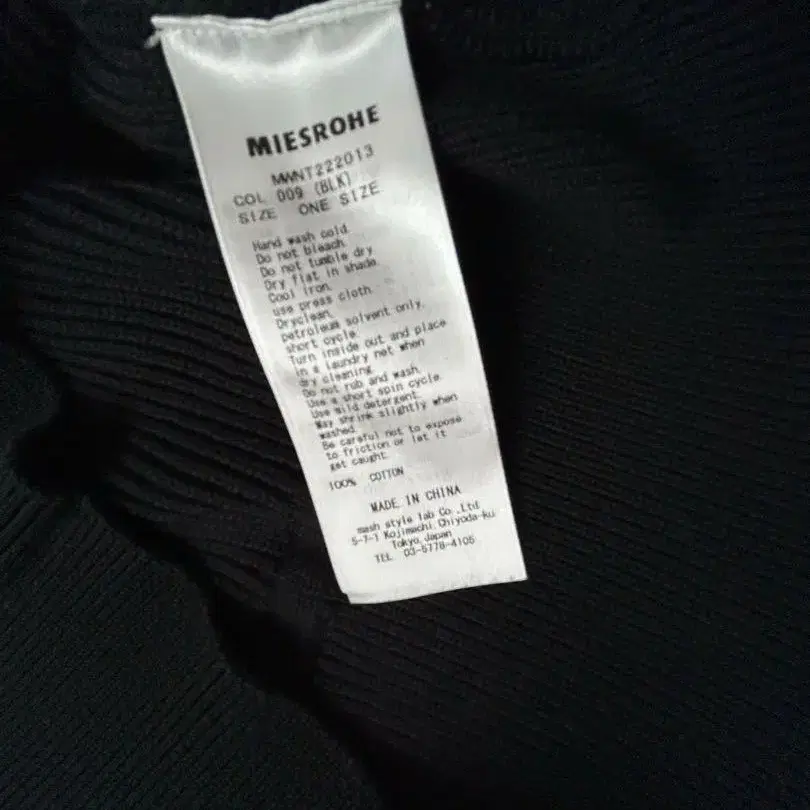 MIESROHE
MWNT222013
COL 009 (BLK)
SIZE ONE SIZE
Hand wash cold.
Do not bleach.
Do not tumble dry
Dry flat in shade.
Cool iron.
use press cloth.
Dryclean.
petroleum solvent only,
short cycle.
Turn inside out and place
in a laundry net when
dry cleaning.
Do not rub and wash.
Use a short spin cycle.
Use mild detergent.
May shrink slightly when
washed.
Be careful not to expose
to friction or let it
get caught.
100% COTTON
MADE IN CHINA
mash style lab Co.,Ltd
5-7-1 Kojimachi Chiyoda-ku
Tokyo Japan
TEL 03-5778-4105